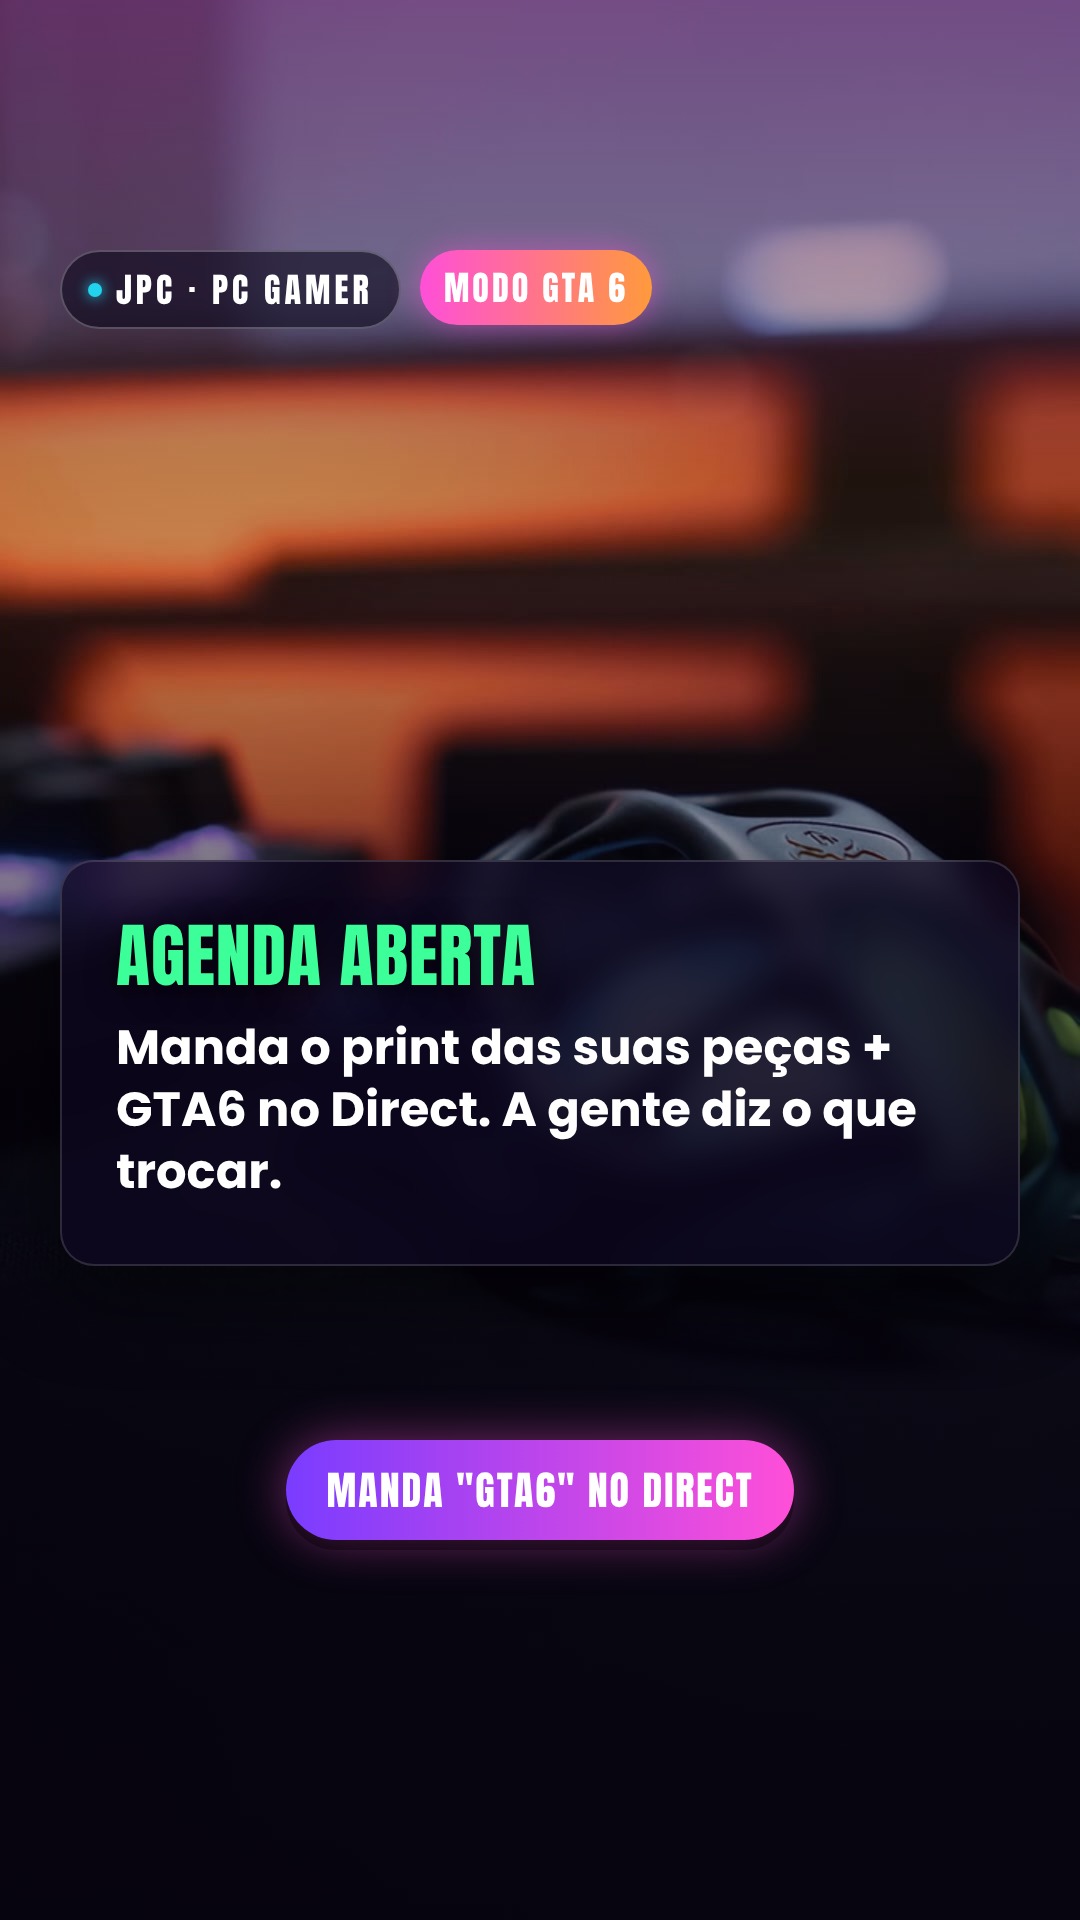 JPC · PC GAMER
MODO GTA 6
AGENDA ABERTA
Manda o print das suas peças +
GTA6 no Direct. A gente diz o que
trocar.
MANDA "GTA6" NO DIRECT